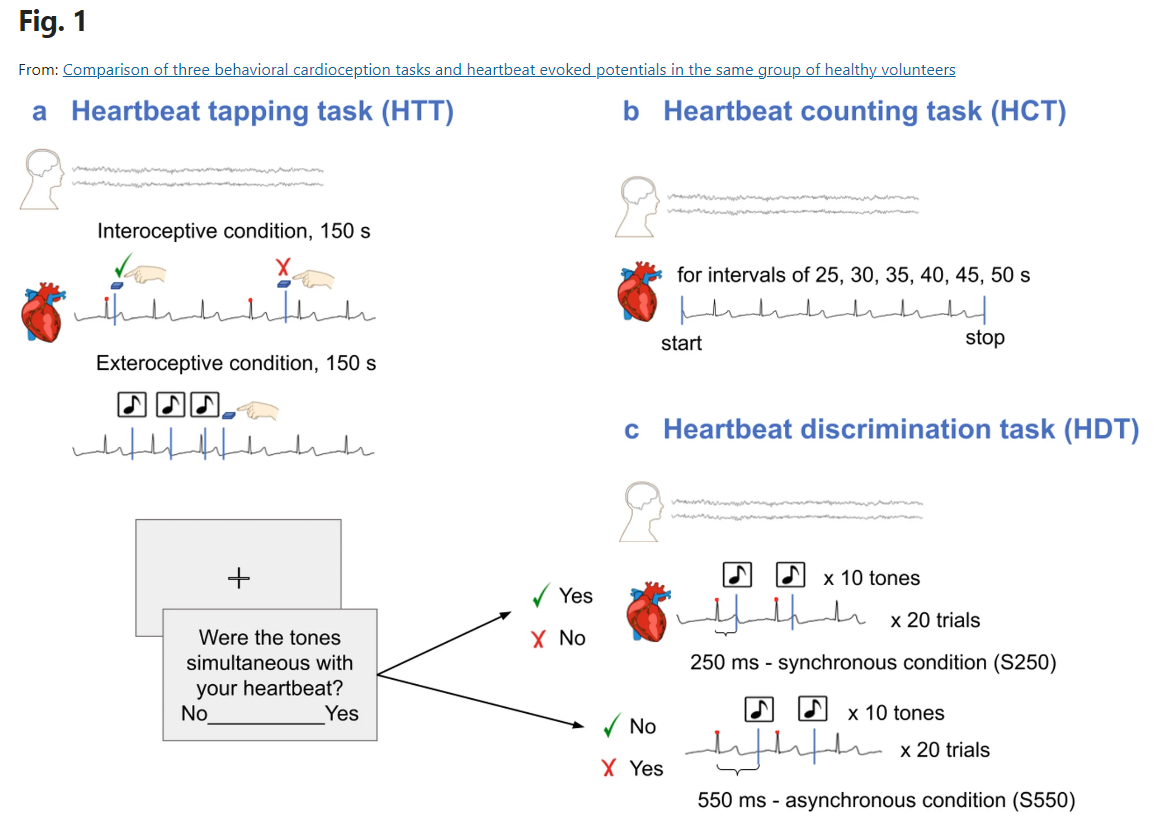 Fig. 1
From: Comparison of three behavioral cardioception tasks and heartbeat evoked potentials in the same group of healthy volunteers
a Heartbeat tapping task (HTT)
Interoceptive condition, 150 s
Exteroceptive condition, 150 s
b Heartbeat counting task (HCT)
for intervals of 25, 30, 35, 40, 45, 50 s
start
stop
c Heartbeat discrimination task (HDT)
Were the tones
simultaneous with
your heartbeat?
No____________Yes
Yes
No
x 10 tones
x 20 trials
250 ms - synchronous condition (S250)
No
Yes
x 10 tones
x 20 trials
550 ms - asynchronous condition (S550)